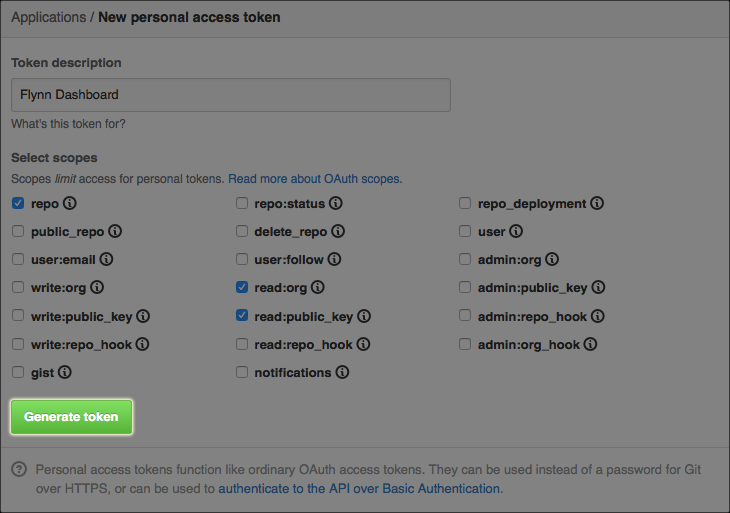 Applications / New personal access token
Token description
Flynn Dashboard
What's this token for?
Select scopes
Scopes limit access for personal tokens. Read more about OAuth scopes.
repo repo:status repo_deployment
public_repo delete_repo user
user:email user:follow admin:org
write:org read:org admin:public_key
write:public_key read:public_key admin:repo_hook
write:repo_hook read:repo_hook admin:org_hook
gist notifications
Generate token
Personal access tokens function like ordinary OAuth access tokens. They can be used instead of a password for Git
over HTTPS, or can be used to authenticate to the API over Basic Authentication.